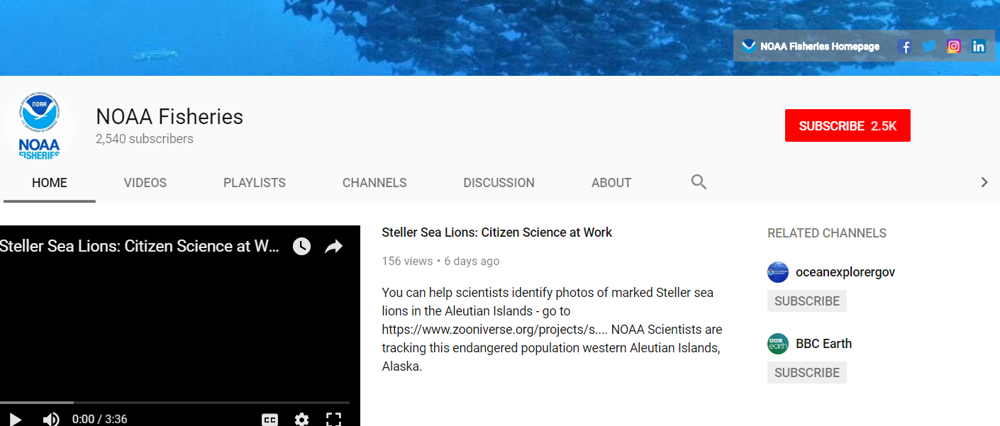 NOAA Fisheries Homepage
NOAA
NOAA
FISHERIES
NOAA Fisheries
2,540 subscribers
SUBSCRIBE 2.5K
HOME VIDEOS PLAYLISTS CHANNELS DISCUSSION ABOUT
Steller Sea Lions: Citizen Science at W...
0:00 / 3:36
CC
Steller Sea Lions: Citizen Science at Work
156 views • 6 days ago
You can help scientists identify photos of marked Steller sea
lions in the Aleutian Islands - go to
https://www.zooniverse.org/projects/s.... NOAA Scientists are
tracking this endangered population western Aleutian Islands,
Alaska.
RELATED CHANNELS
oceanexplorergov
SUBSCRIBE
BBC earth
BBC Earth
SUBSCRIBE